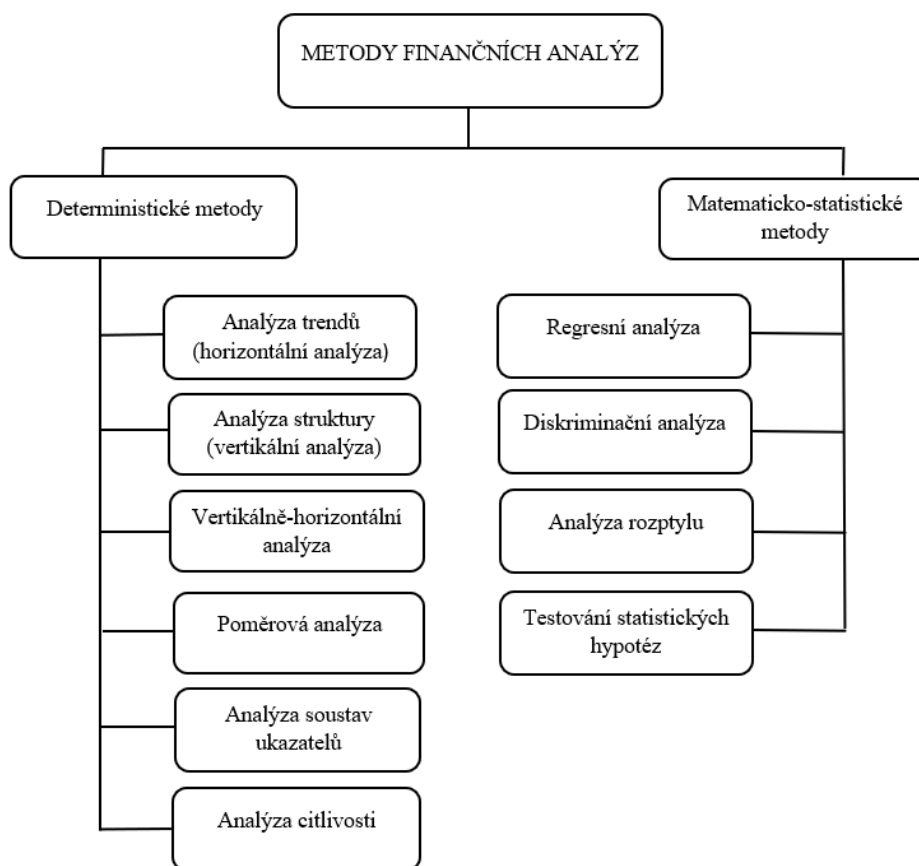 METODY FINANČNÍCH ANALÝZ
Deterministické metody
Matematicko-statistické
metody
Analýza trendů
(horizontální analýza)
Analýza struktury
(vertikální analýza)
Vertikálně-horizontální
analýza
Poměrová analýza
Analýza soustav
ukazatelů
Analýza citlivosti
Regresní analýza
Diskriminační analýza
Analýza rozptylu
Testování statistických
hypotéz